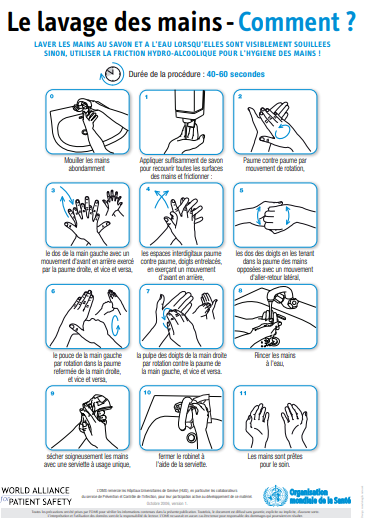 Le lavage des mains - Comment ?
LAVER LES MAINS AU SAVON ET A L'EAU LORSQU'ELLES SONT VISIBLEMENT SOUILLEES
SINON, UTILISER LA FRICTION HYDRO-ALCOOLIQUE POUR L'HYGIENE DES MAINS !
Durée de la procédure : 40-60 secondes
0
Mouiller les mains
abondamment
1
Appliquer suffisamment de savon
pour recouvrir toutes les surfaces
des mains et frictionner :
2
Paume contre paume par
mouvement de rotation,
3
le dos de la main gauche avec un
mouvement d'avant en arrière exercé
par la paume droite, et vice et versa,
4
les espaces interdigitaux paume
contre paume, doigts entrelacés,
en exerçant un mouvement
d'avant en arrière,
5
les dos des doigts en les tenant
dans la paume des mains
opposées avec un mouvement
d'aller-retour latéral,
6
le pouce de la main gauche
par rotation dans la paume
refermée de la main droite,
et vice et versa,
7
la pulpe des doigts de la main droite
par rotation contre la paume de la
main gauche, et vice et versa.
8
Rincer les mains
à l'eau,
9
sécher soigneusement les mains
avec une serviette à usage unique,
10
fermer le robinet à
l'aide de la serviette.
11
Les mains sont prêtes
pour le soin.
WORLD ALLIANCE
for PATIENT SAFETY
Organisation
mondiale de la Santé